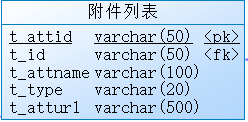 附件列表
t_attid varchar(50) <pk>
t_id varchar(50) <fk>
t_attname varchar(100)
t_type varchar(20)
t_atturl varchar(500)